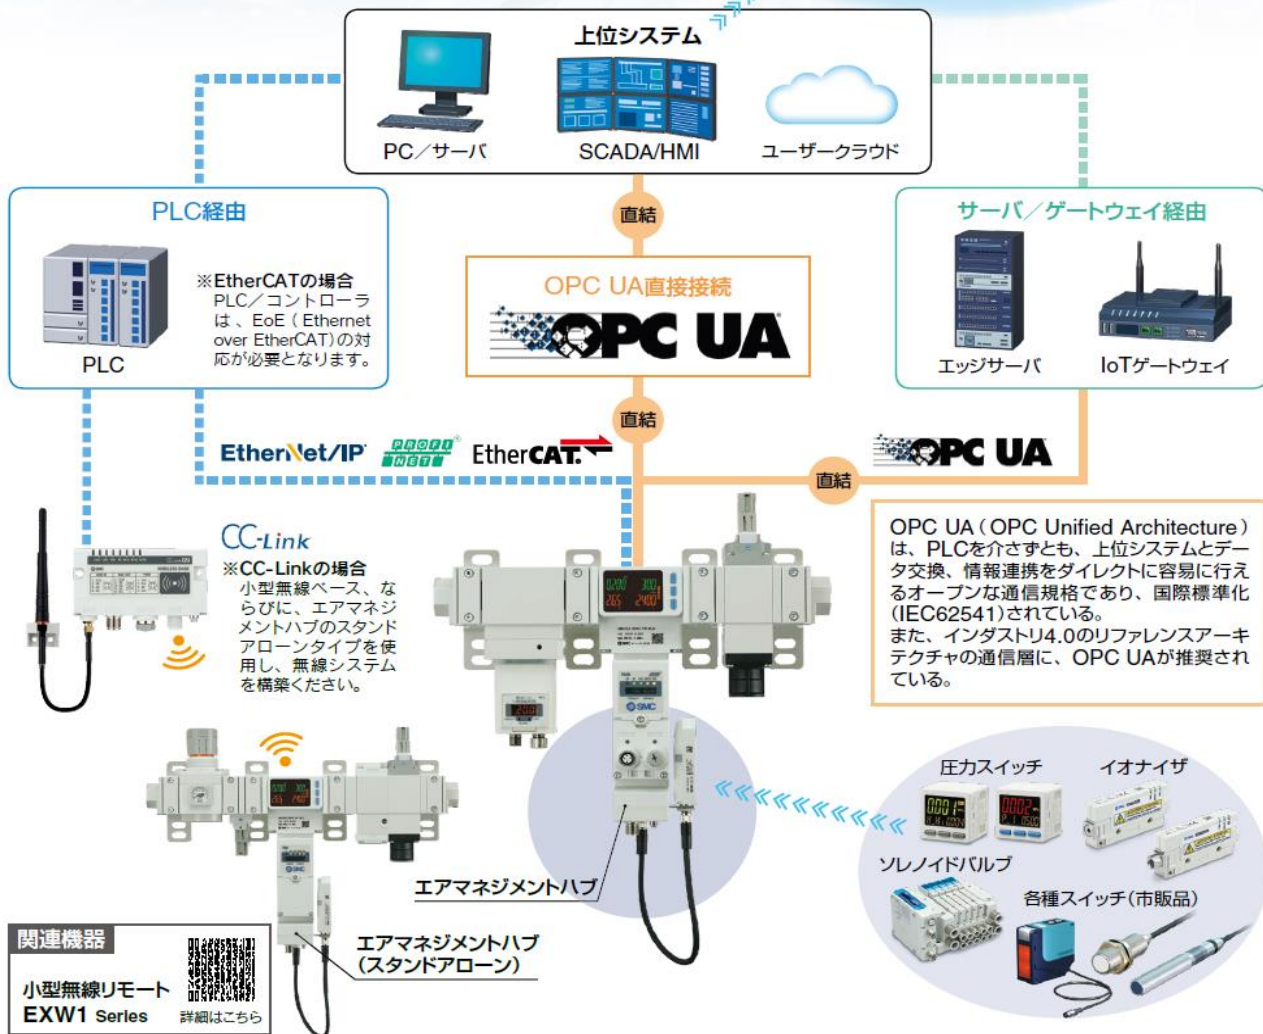 上位システム
PC／サーバ
SCADA/HMI
ユーザークラウド
PLC経由
※EtherCATの場合
PLC／コントローラ
は、EoE（Ethernet
over EtherCAT）の対
応が必要となります。
PLC
直結
OPC UA直接接続
OPC UA
直結
サーバ／ゲートウェイ経由
エッジサーバ
IoTゲートウェイ
EtherNet/IP
PROFI
NET
EtherCAT.
OPC UA
直結
CC-Link
※CC-Linkの場合
小型無線ベース、な
らびに、エアマネジ
メントハブのスタンド
アローンタイプを使
用し、無線システム
を構築ください。
OPC UA（OPC Unified Architecture）
は、PLCを介さずとも、上位システムとデー
タ交換、情報連携をダイレクトに容易に行え
るオープンな通信規格であり、国際標準化
(IEC62541)されている。
また、インダストリ4.0のリファレンスアーキ
テクチャの通信層に、OPC UAが推奨され
ている。
SMC
エアマネジメントハブ
エアマネジメントハブ
（スタンドアローン）
圧力スイッチ
イオナイザ
ソレノイドバルブ
各種スイッチ（市販品）
関連機器
小型無線リモート
EXW1 Series
詳細はこちら